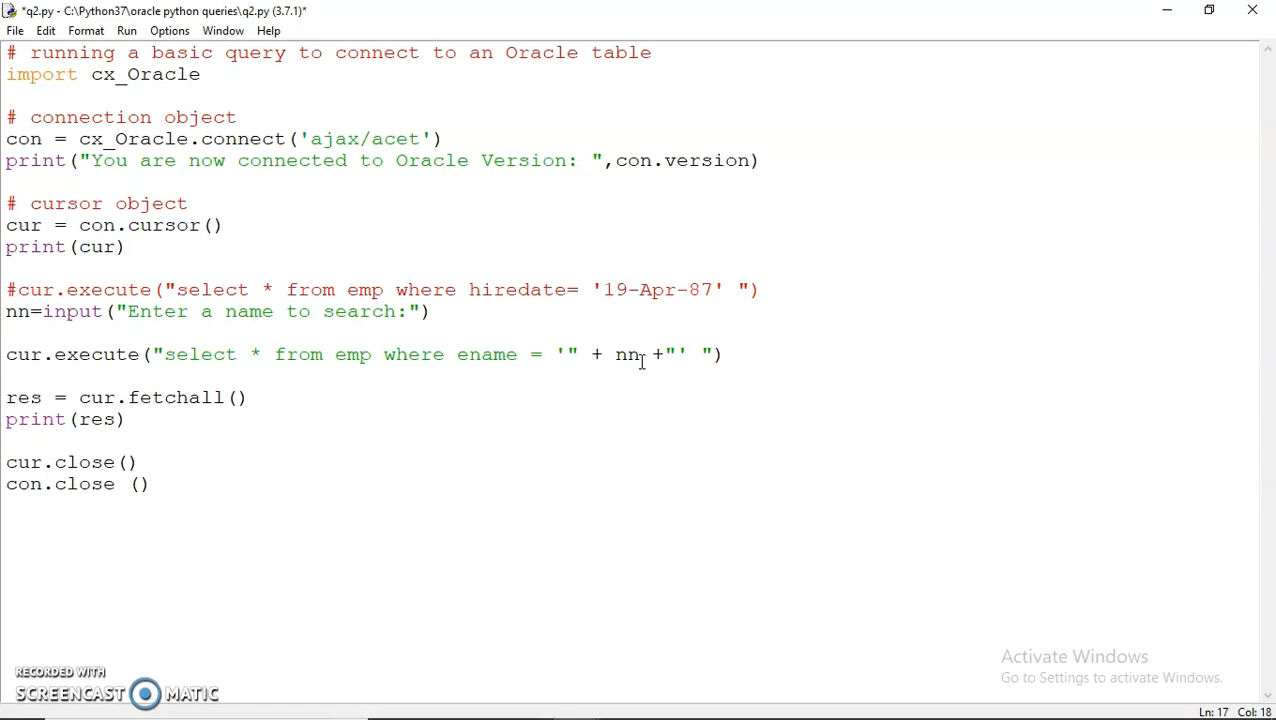 *q2.py - C:\Python37\oracle python queries\q2.py (3.7.1)*
File Edit Format Run Options Window Help
# running a basic query to connect to an Oracle table
import cx_Oracle
# connection object
con = cx_Oracle.connect('ajax/acet')
print("You are now connected to Oracle Version: ",con.version)
# cursor object
cur = con.cursor()
print(cur)
#cur.execute("select * from emp where hiredate= '19-Apr-87' ")
nn=input("Enter a name to search:")
cur.execute("select * from emp where ename = '" + nn +"' ")
res = cur.fetchall()
print(res)
cur.close()
con.close ()
Activate Windows
Go to Settings to activate Windows.
RECORDED WITH
SCREENCAST MATIC
Ln: 17 Col: 18